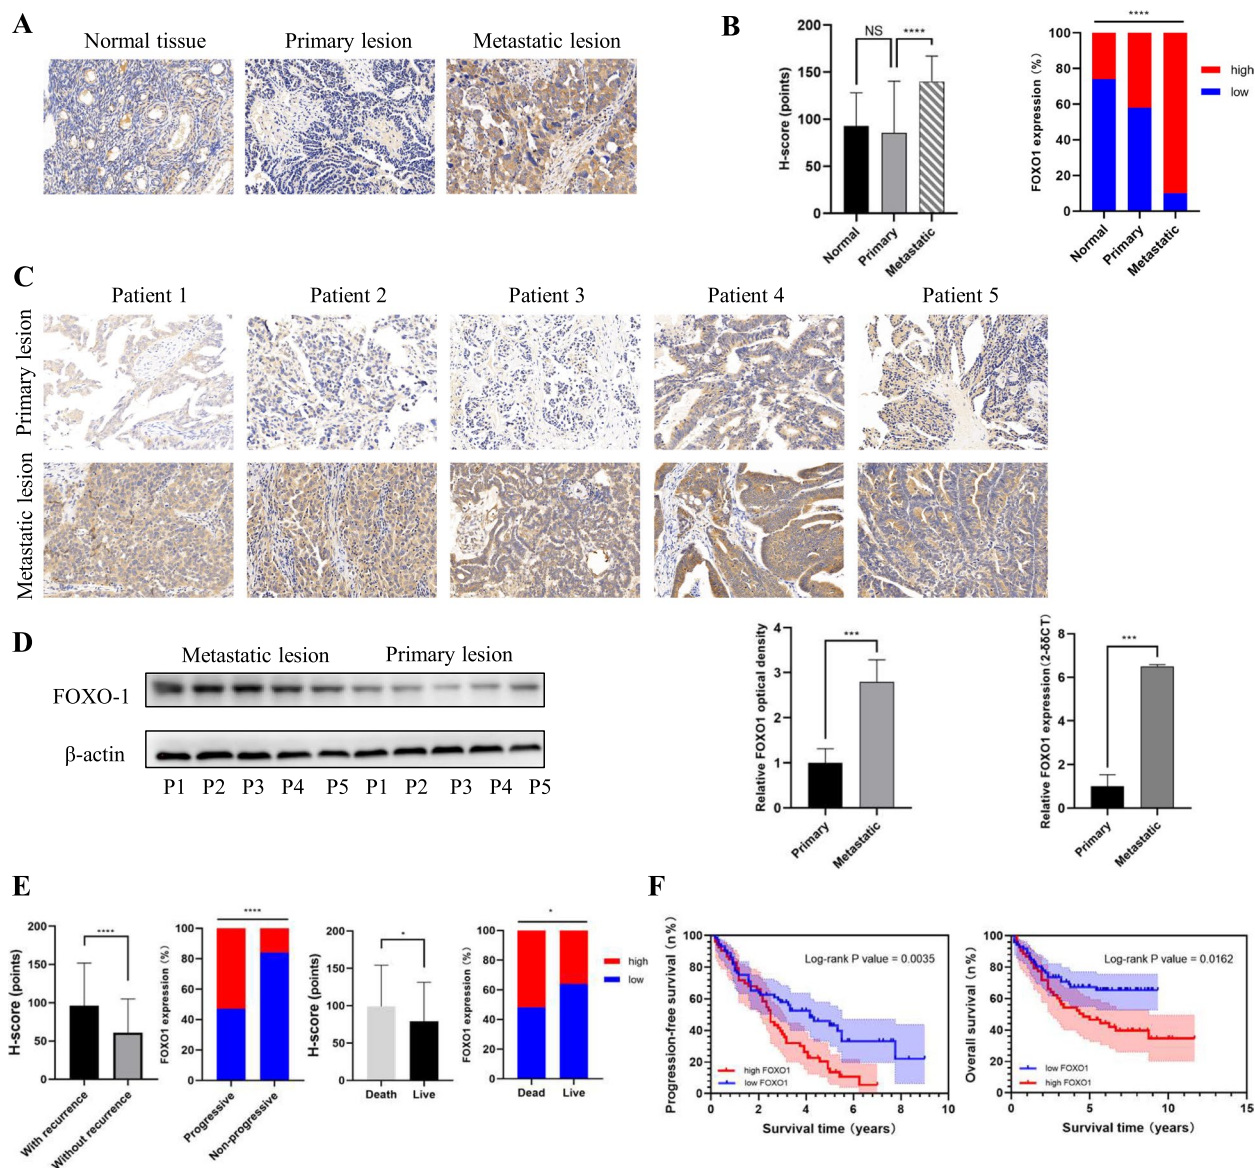 A
Normal tissue
Primary lesion
Metastatic lesion
B
200
150
100
50
0
H-score (points)
NS
****
Normal
Primary
Metastatic
****
100
80
60
40
20
0
FOXO1 expression (%)
high
low
Normal
Primary
Metastatic
C
Patient 1
Patient 2
Patient 3
Patient 4
Patient 5
Primary lesion
Metastatic lesion
D
Metastatic lesion
Primary lesion
FOXO-1
β-actin
P1 P2 P3 P4 P5 P1 P2 P3 P4 P5
4
3
2
1
0
Relative FOXO1 optical density
***
Primary
Metastatic
8
6
4
2
0
Relative FOXO1 expression(2-δδCT)
***
Primary
Metastatic
E
200
150
100
50
0
H-score (points)
****
With recurrence
Without recurrence
****
100
80
60
40
20
0
FOXO1 expression (%)
Progressive
Non-progressive
200
150
100
50
0
H-score (points)
*
Death
Live
*
100
80
60
40
20
0
FOXO1 expression (%)
high
low
Dead
Live
F
100
80
60
40
20
0
Progression-free survival (n%)
Log-rank P value = 0.0035
high FOXO1
low FOXO1
0 2 4 6 8 10
Survival time (years)
100
80
60
40
20
0
Overall survival (n%)
Log-rank P value = 0.0162
low FOXO1
high FOXO1
0 5 10 15
Survival time (years)